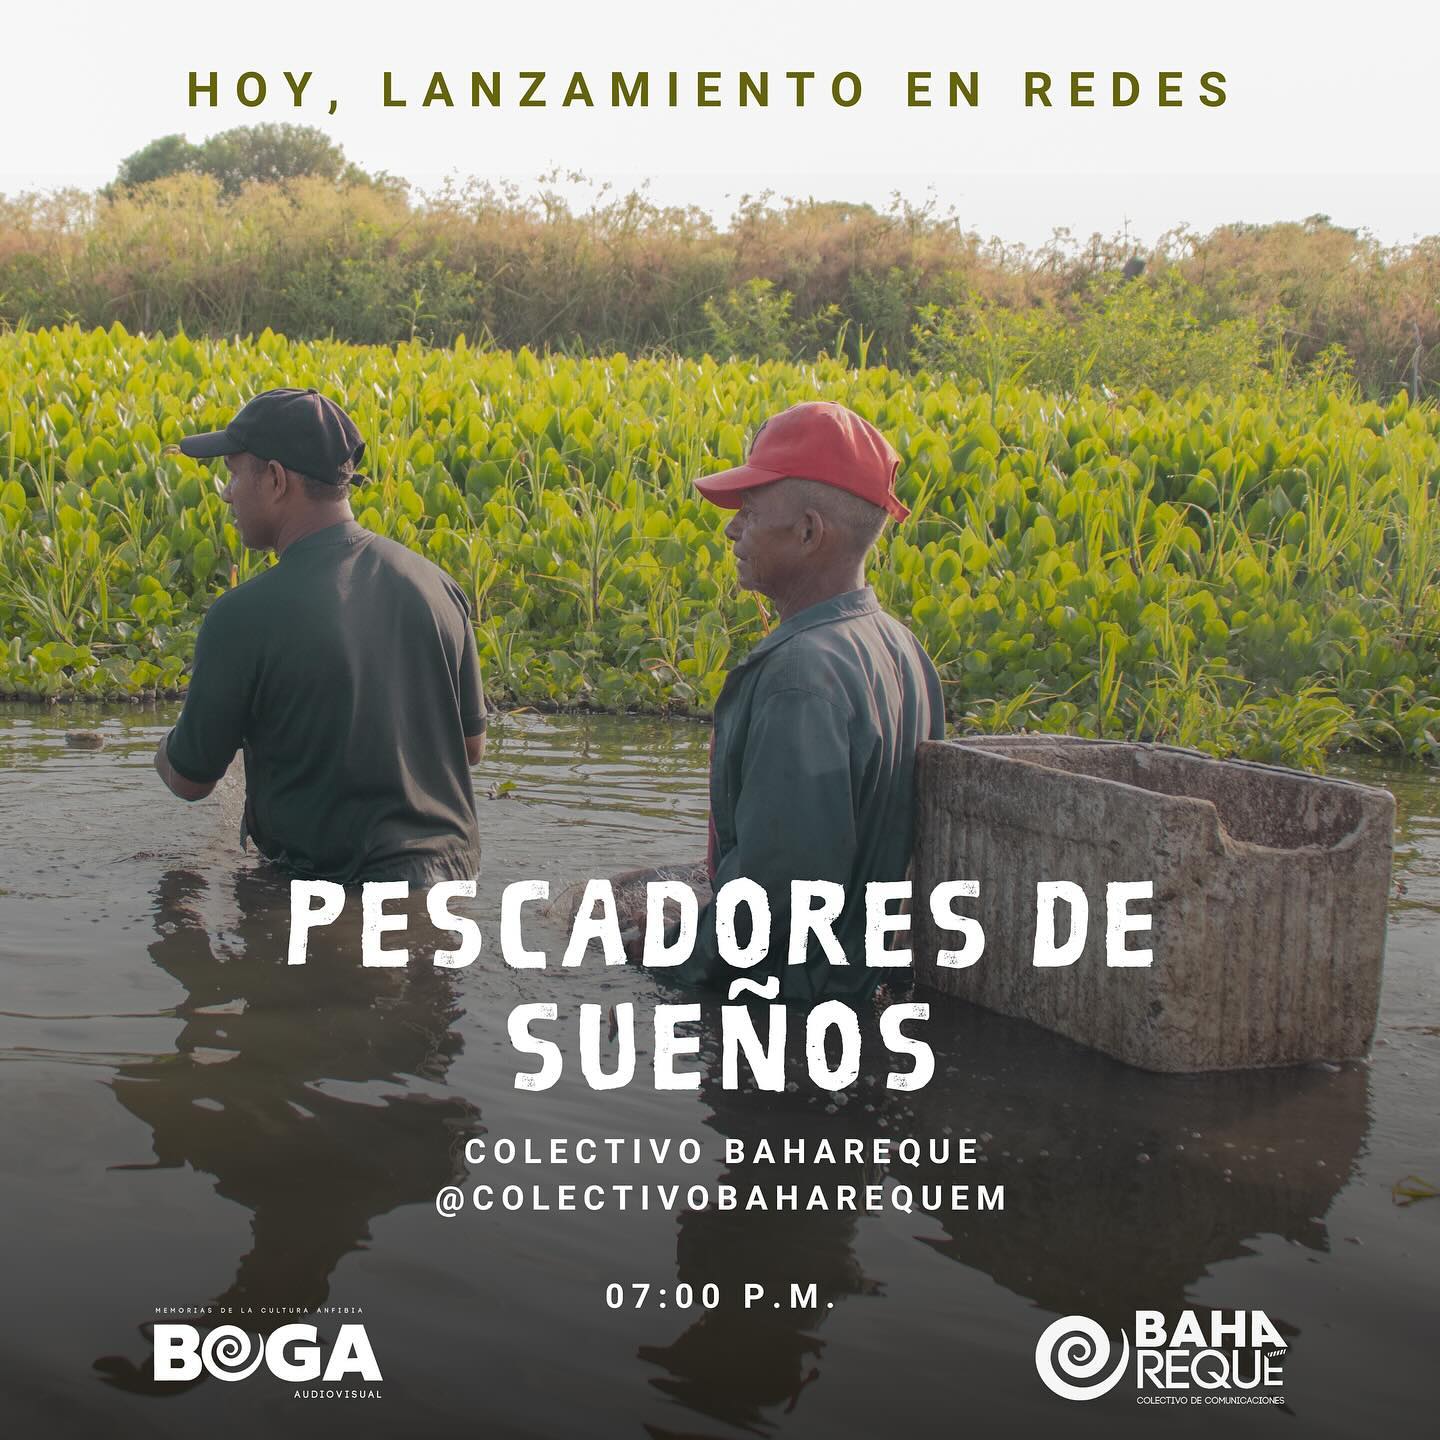 HOY, LANZAMIENTO EN REDES
PESCADORES DE
SUEÑOS
COLECTIVO BAHAREQUE
@COLECTIVOBAHAREQUEM
07:00 P.M.
MEMORIAS DE LA CULTURA ANFIBIA
BOGA
AUDIOVISUAL
BAHA
REQUE
COLECTIVO DE COMUNICACIONES